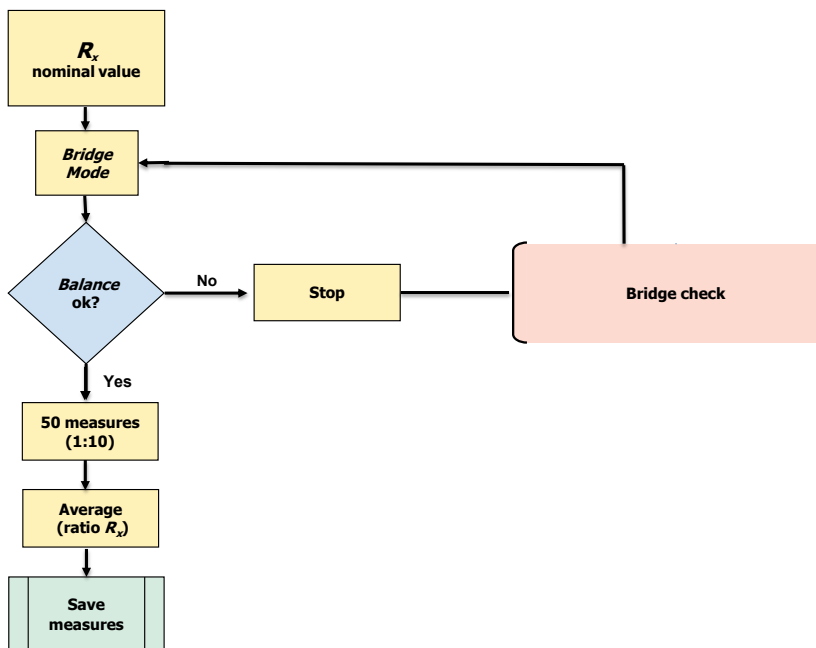 Rx
nominal value
Bridge
Mode
Balance
ok?
No
Stop
Bridge check
Yes
50 measures
(1:10)
Average
(ratio Rx)
Save
measures